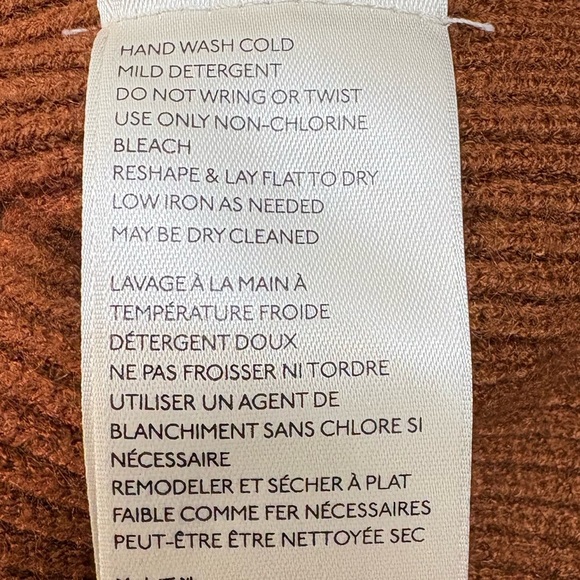 HAND WASH COLD
MILD DETERGENT
DO NOT WRING OR TWIST
USE ONLY NON-CHLORINE
BLEACH
RESHAPE & LAY FLAT TO DRY
LOW IRON AS NEEDED
MAY BE DRY CLEANED
LAVAGE À LA MAIN À
TEMPÉRATURE FROIDE
DÉTERGENT DOUX
NE PAS FROISSER NI TORDRE
UTILISER UN AGENT DE
BLANCHIMENT SANS CHLORE SI
NÉCESSAIRE
REMODELER ET SÉCHER À PLAT
FAIBLE COMME FER NÉCESSAIRES
PEUT-ÊTRE ÊTRE NETTOYÉE SEC